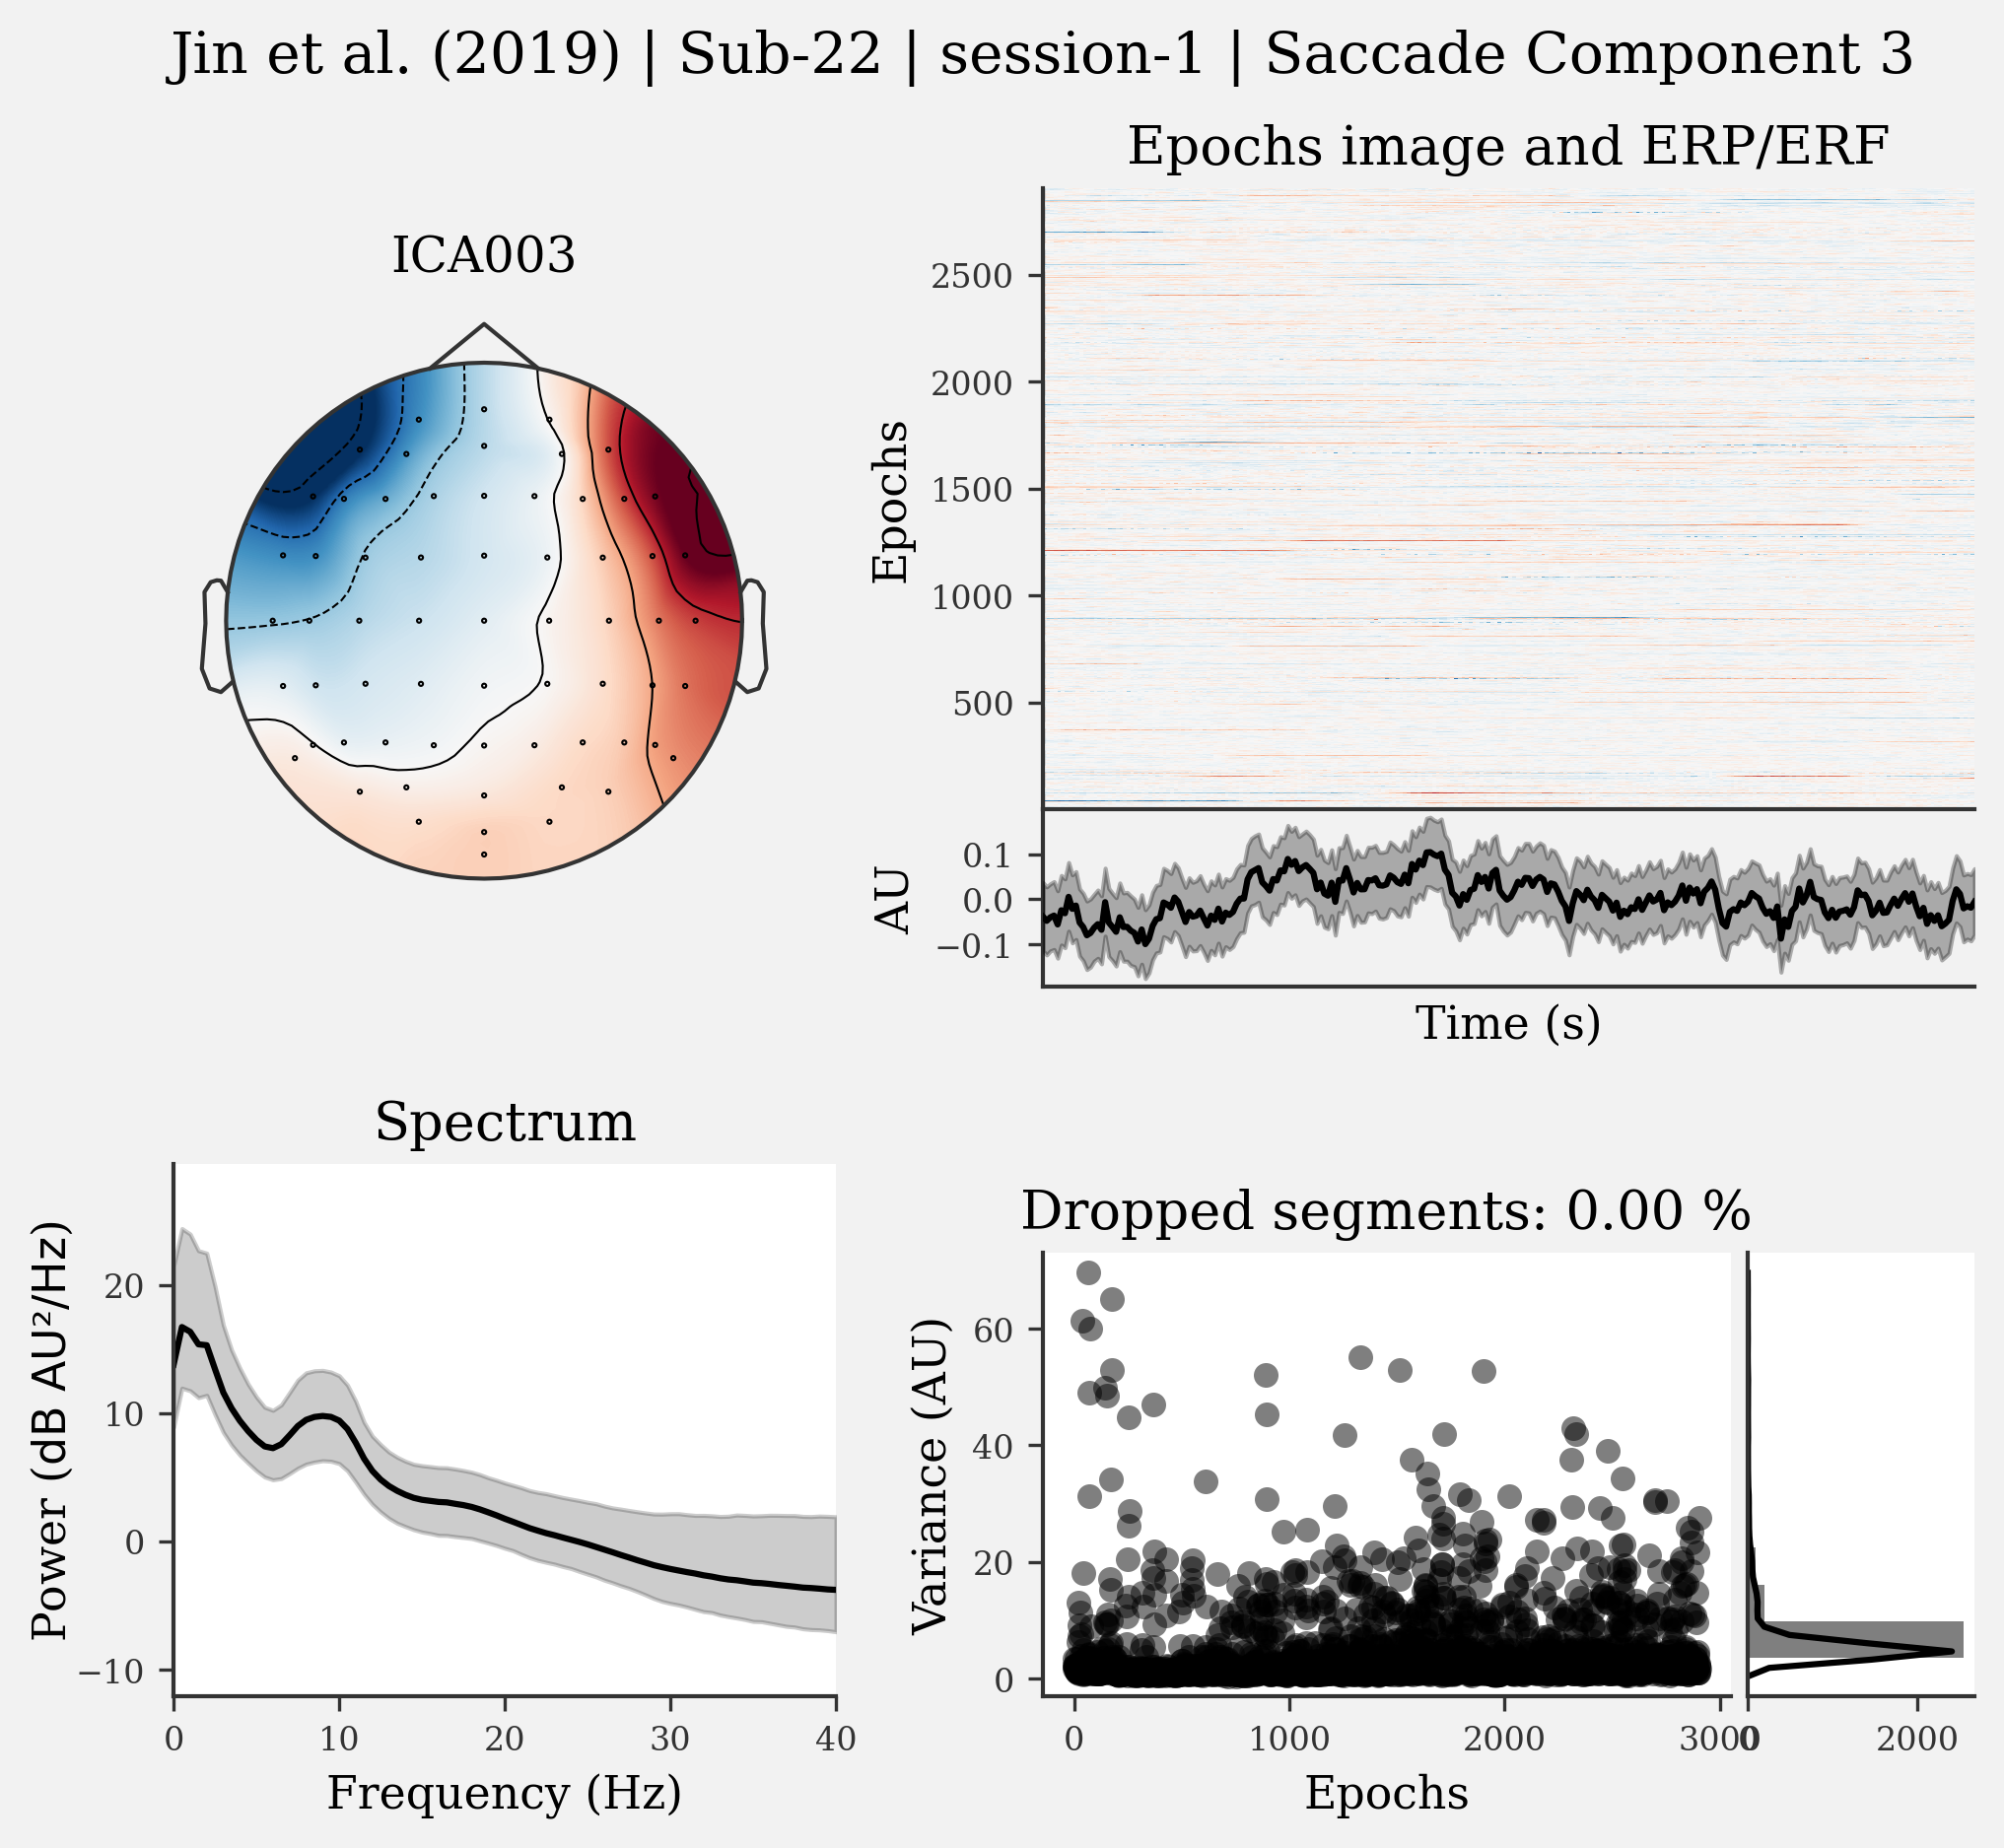 Jin et al. (2019) | Sub-22 | session-1 | Saccade Component 3
ICA003
Epochs image and ERP/ERF
Epochs
2500
2000
1500
1000
500
AU
0.1
0.0
−0.1
Time (s)
Spectrum
Power (dB AU²/Hz)
20
10
0
−10
0 10 20 30 40
Frequency (Hz)
Dropped segments: 0.00 %
Variance (AU)
60
40
20
0
0 1000 2000 3000
Epochs
0 2000